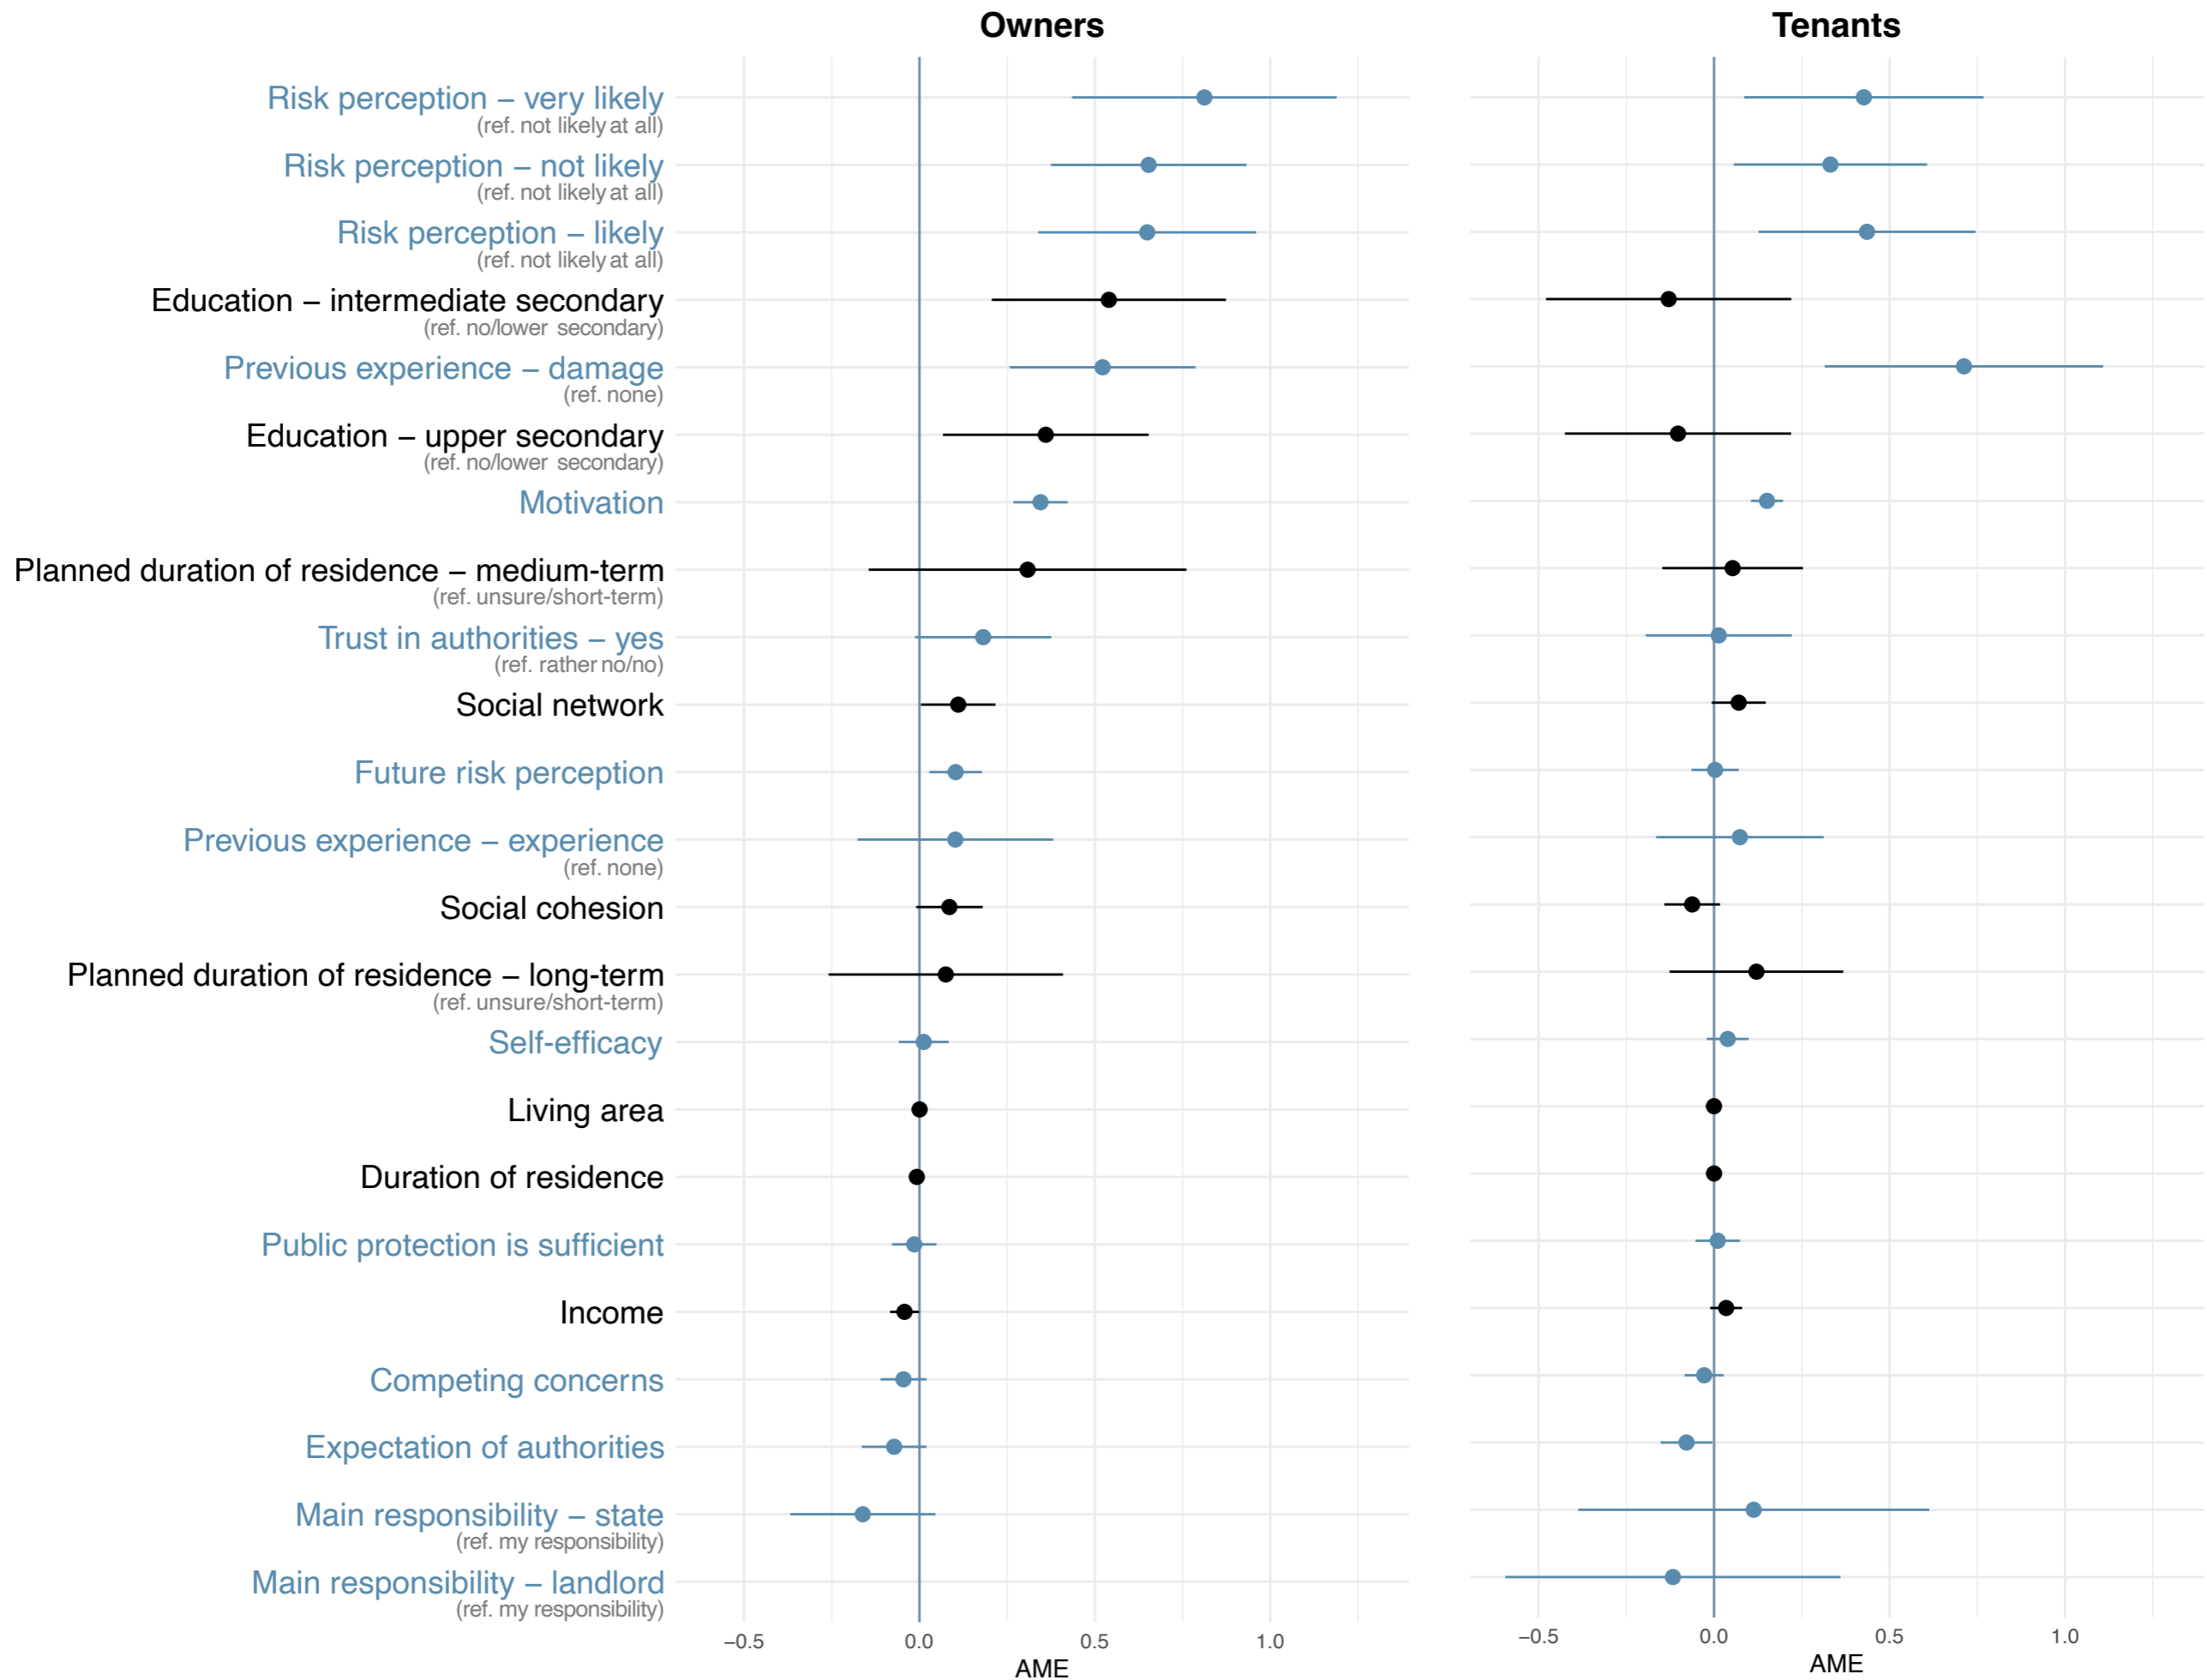 Owners
Tenants
Risk perception – very likely
(ref. not likely at all)
Risk perception – not likely
(ref. not likely at all)
Risk perception – likely
(ref. not likely at all)
Education – intermediate secondary
(ref. no/lower secondary)
Previous experience – damage
(ref. none)
Education – upper secondary
(ref. no/lower secondary)
Motivation
Planned duration of residence – medium-term
(ref. unsure/short-term)
Trust in authorities – yes
(ref. rather no/no)
Social network
Future risk perception
Previous experience – experience
(ref. none)
Social cohesion
Planned duration of residence – long-term
(ref. unsure/short-term)
Self-efficacy
Living area
Duration of residence
Public protection is sufficient
Income
Competing concerns
Expectation of authorities
Main responsibility – state
(ref. my responsibility)
Main responsibility – landlord
(ref. my responsibility)
−0.5 0.0 0.5 1.0
AME
−0.5 0.0 0.5 1.0
AME